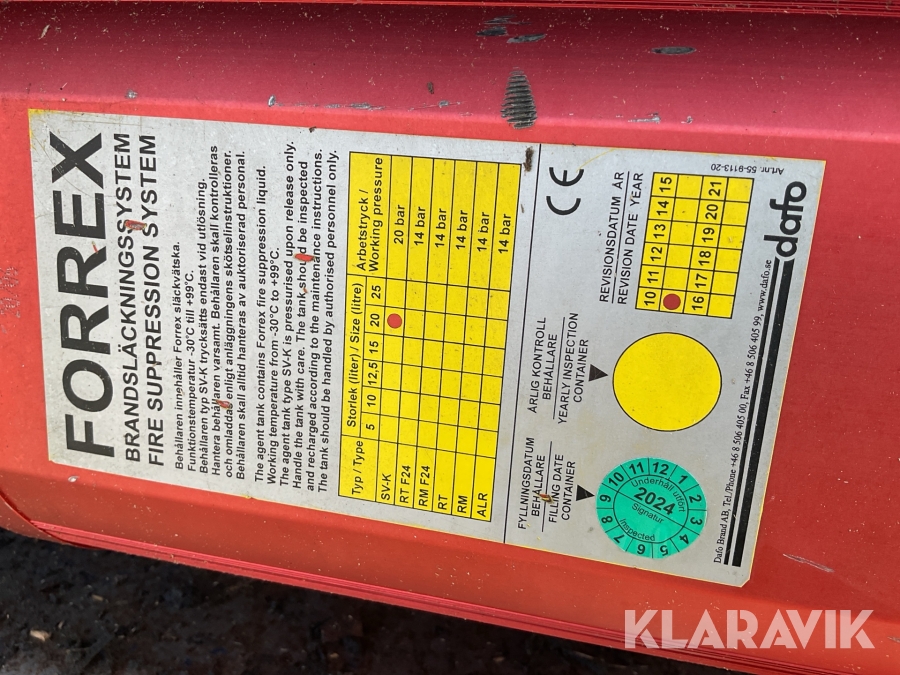 FORREX
BRANDSLÄCKNINGSSYSTEM
FIRE SUPPRESSION SYSTEM
Behållaren innehåller Forrex släckvätska.
Funktionstemperatur -30°C till +99°C.
Behållaren typ SV-K trycksätts endast vid utlösning.
Hantera behållaren varsamt. Behållaren skall kontrolleras
och omladdas enligt anläggningens skötselinstruktioner.
Behållaren skall alltid hanteras av auktoriserad personal.
The agent tank contains Forrex fire suppression liquid.
Working temperature from -30°C to +99°C.
The agent tank type SV-K is pressurised upon release only.
Handle the tank with care. The tank should be inspected
and recharged according to the maintenance instructions.
The tank should be handled by authorised personnel only.
Typ / Type Storlek (liter) / Size (litre) Arbetstryck / Working pressure
5 10 12,5 15 20 25
SV-K 20 bar
RT F24 14 bar
RM F24 14 bar
RT 14 bar
RM 14 bar
ALR 14 bar
FYLLNINGSDATUM
BEHÅLLARE
FILLING DATE
CONTAINER
ÅRLIG KONTROLL
BEHÅLLARE
YEARLY INSPECTION
CONTAINER
CE
REVISIONSDATUM ÅR
REVISION DATE YEAR
10 11 12 13 14 15
16 17 18 19 20 21
1 2 3 4 5 6 7 8 9 10 11 12
Underhåll utfört
2024
Signatur
Inspected
Dafo Brand AB, Tel./Phone +46 8 506 405 00, Fax +46 8 506 405 99, www.dafo.se
dafo
Art.nr. 55-9113-20
KLARAVIK